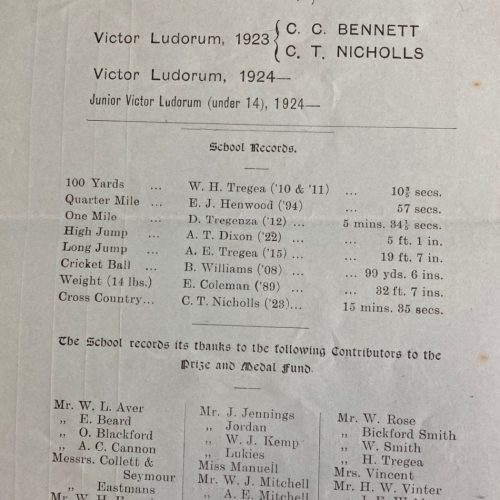 Victor Ludorum, 1923 { C. C. BENNETT
C. T. NICHOLLS
Victor Ludorum, 1924—
Junior Victor Ludorum (under 14), 1924—
School Records.
100 Yards ... W. H. Tregea ('10 & '11) ... 10⅗ secs.
Quarter Mile ... E. J. Henwood ('94) ... 57 secs.
One Mile ... D. Tregenza ('12) ... 5 mins. 34⅕ secs.
High Jump ... A. T. Dixon ('22) ... 5 ft. 1 in.
Long Jump ... A. E. Tregea ('15) ... 19 ft. 7 in.
Cricket Ball ... B. Williams ('08) ... 99 yds. 6 ins.
Weight (14 lbs.) E. Coleman ('89) ... 32 ft. 7 ins.
Cross Country... C. T. Nicholls ('23)... 15 mins. 35 secs.
The School records its thanks to the following Contributors to the
Prize and Medal Fund.
Mr. W. L. Aver
„ E. Beard
„ O. Blackford
„ A. C. Cannon
Messrs. Collett &
Seymour
„ Eastmans
Mr. J. Jennings
„ Jordan
„ W. J. Kemp
„ Lukies
Miss Manuell
Mr. W. J. Mitchell
„ A. E. Mitchell
Mr. W. Rose
„ Bickford Smith
„ W. Smith
„ H. Tregea
Mrs. Vincent
Mr. H. W. Vinter